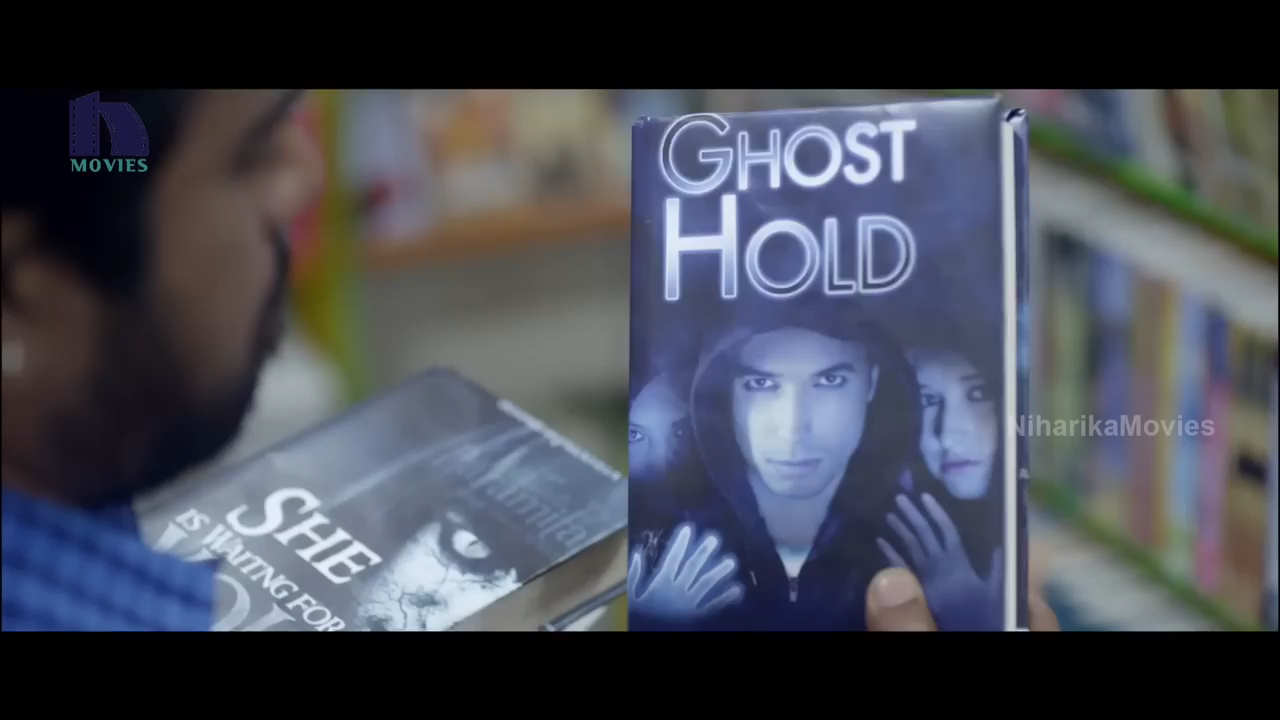 MOVIES
GHOST
HOLD
NiharikaMovies
SHE
IS WAITING FOR